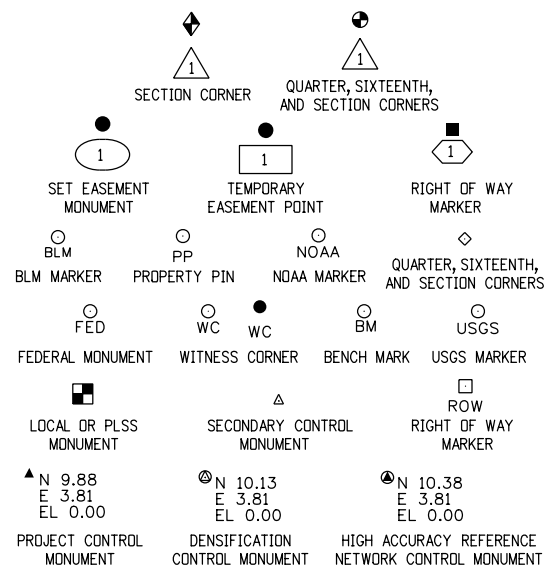 1
1
SECTION CORNER
QUARTER, SIXTEENTH,
AND SECTION CORNERS
1
1
1
SET EASEMENT
MONUMENT
TEMPORARY
EASEMENT POINT
RIGHT OF WAY
MARKER
BLM
PP
NOAA
BLM MARKER
PROPERTY PIN
NOAA MARKER
QUARTER, SIXTEENTH,
AND SECTION CORNERS
FED
WC
WC
BM
USGS
FEDERAL MONUMENT
WITNESS CORNER
BENCH MARK
USGS MARKER
ROW
LOCAL OR PLSS
MONUMENT
SECONDARY CONTROL
MONUMENT
RIGHT OF WAY
MARKER
N 9.88
E 3.81
EL 0.00
N 10.13
E 3.81
EL 0.00
N 10.38
E 3.81
EL 0.00
PROJECT CONTROL
MONUMENT
DENSIFICATION
CONTROL MONUMENT
HIGH ACCURACY REFERENCE
NETWORK CONTROL MONUMENT